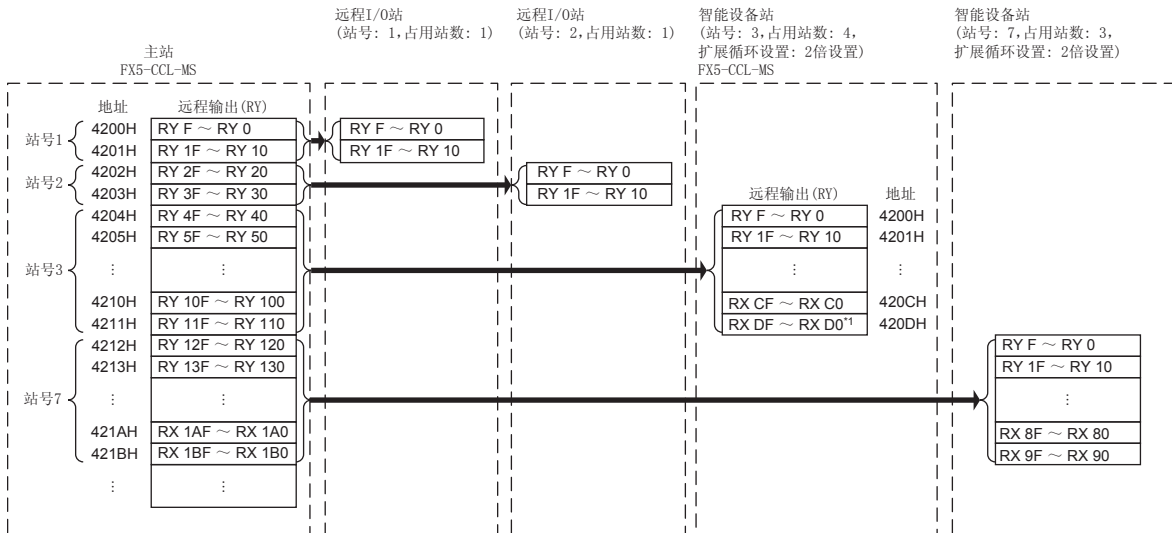 远程I/O站
(站号: 1,占用站数: 1)
远程I/O站
(站号: 2,占用站数: 1)
智能设备站
(站号: 3,占用站数: 4,
扩展循环设置: 2倍设置)
FX5-CCL-MS
智能设备站
(站号: 7,占用站数: 3,
扩展循环设置: 2倍设置)
主站
FX5-CCL-MS
地址 远程输出(RY)
站号1
4200H RY F ～ RY 0
4201H RY 1F ～ RY 10
站号2
4202H RY 2F ～ RY 20
4203H RY 3F ～ RY 30
站号3
4204H RY 4F ～ RY 40
4205H RY 5F ～ RY 50
⋮ ⋮
4210H RY 10F ～ RY 100
4211H RY 11F ～ RY 110
站号7
4212H RY 12F ～ RY 120
4213H RY 13F ～ RY 130
⋮ ⋮
421AH RX 1AF ～ RX 1A0
421BH RX 1BF ～ RX 1B0
⋮ ⋮
RY F ～ RY 0
RY 1F ～ RY 10
RY F ～ RY 0
RY 1F ～ RY 10
远程输出(RY) 地址
RY F ～ RY 0 4200H
RY 1F ～ RY 10 4201H
⋮ ⋮
RX CF ～ RX C0 420CH
RX DF ～ RX D0*1 420DH
RY F ～ RY 0
RY 1F ～ RY 10
⋮
RX 8F ～ RX 80
RX 9F ～ RX 90